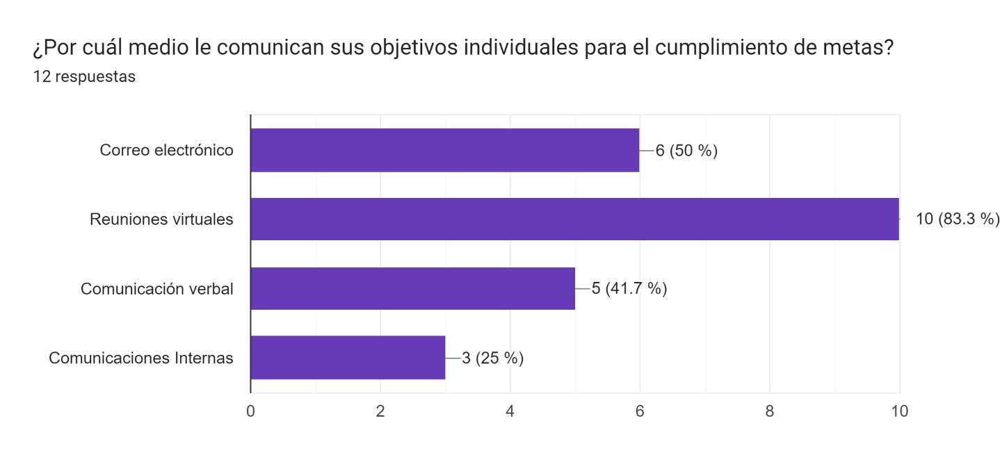 ¿Por cuál medio le comunican sus objetivos individuales para el cumplimiento de metas?
12 respuestas
Correo electrónico
6 (50 %)
Reuniones virtuales
10 (83.3 %)
Comunicación verbal
5 (41.7 %)
Comunicaciones Internas
3 (25 %)
0 2 4 6 8 10